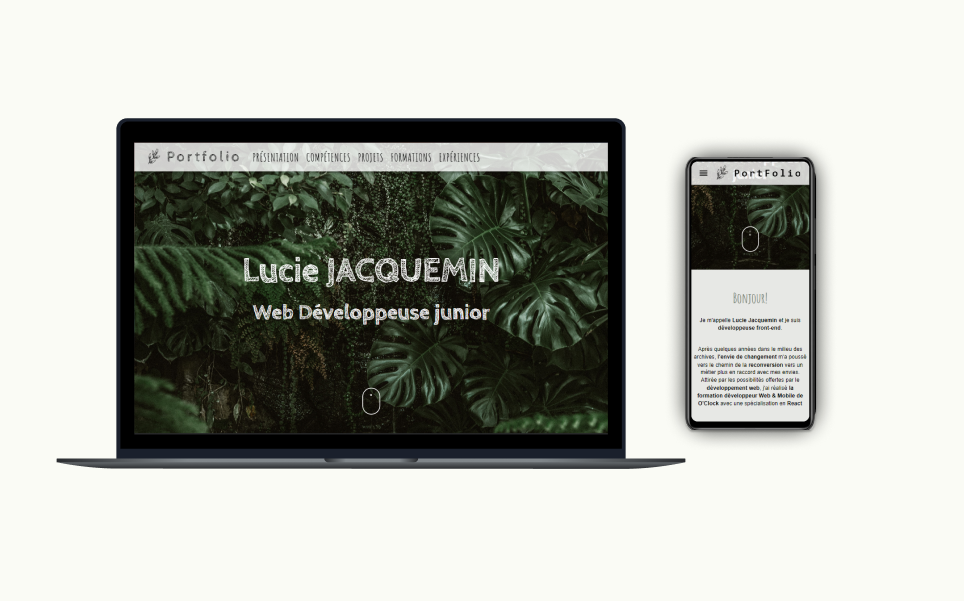 Portfolio PRÉSENTATION COMPÉTENCES PROJETS FORMATIONS EXPÉRIENCES
Lucie JACQUEMIN
Web Développeuse junior
PortFolio
BONJOUR!
Je m'appelle Lucie Jacquemin et je suis
développeuse front-end.
Après quelques années dans le milieu des
archives, l'envie de changement m'a poussé
vers le chemin de la reconversion vers un
métier plus en raccord avec mes envies.
Attirée par les possibilités offertes par le
développement web, j'ai réalisé la
formation développeur Web & Mobile de
O'Clock avec une spécialisation en React